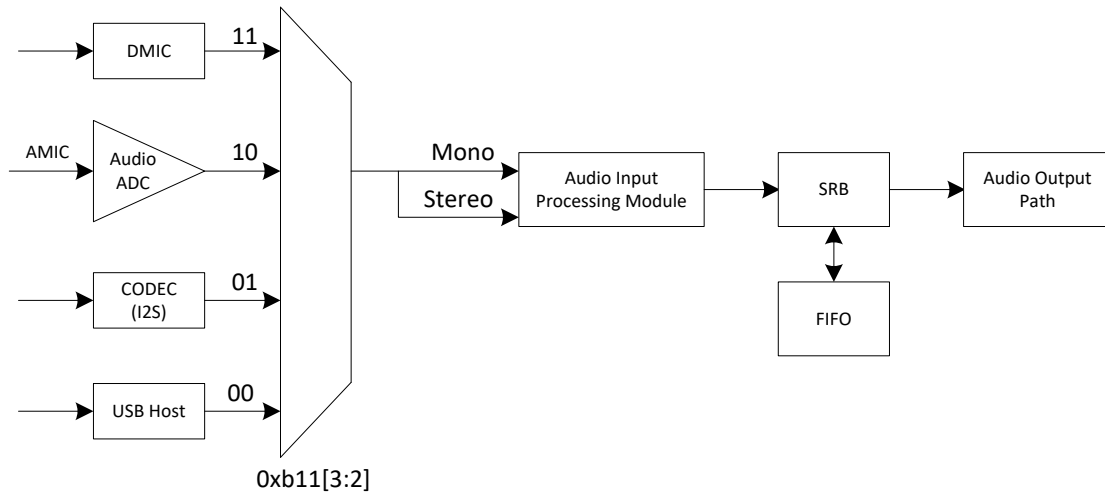 DMIC
11
AMIC
Audio
ADC
10
CODEC
(I2S)
01
USB Host
00
0xb11[3:2]
Mono
Stereo
Audio Input
Processing Module
SRB
FIFO
Audio Output
Path